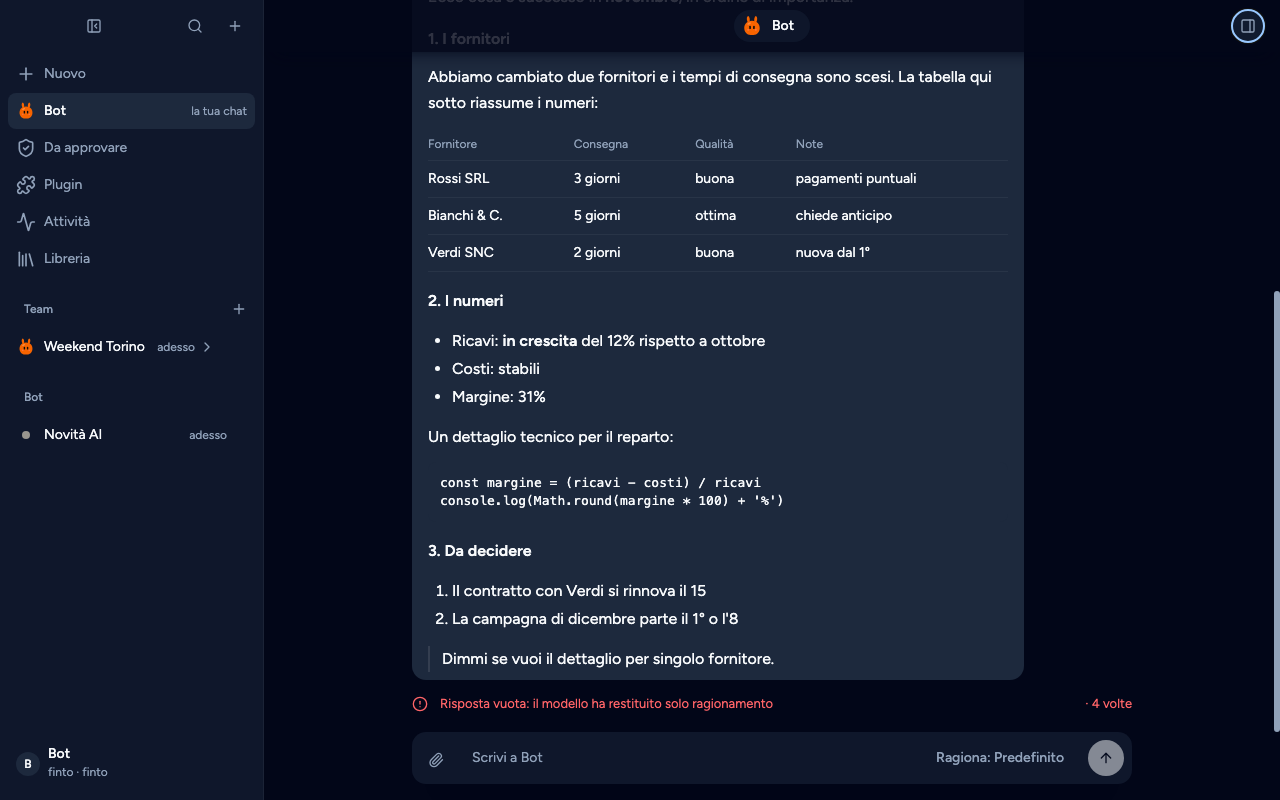 Nuovo
Bot
la tua chat
Da approvare
Plugin
Attività
Libreria
Team
Weekend Torino
adesso
Bot
Novità AI
adesso
B
Bot
finto · finto
Bot
1. I fornitori
Abbiamo cambiato due fornitori e i tempi di consegna sono scesi. La tabella qui
sotto riassume i numeri:
Fornitore Consegna Qualità Note
Rossi SRL 3 giorni buona pagamenti puntuali
Bianchi & C. 5 giorni ottima chiede anticipo
Verdi SNC 2 giorni buona nuova dal 1°
2. I numeri
• Ricavi: in crescita del 12% rispetto a ottobre
• Costi: stabili
• Margine: 31%
Un dettaglio tecnico per il reparto:
const margine = (ricavi - costi) / ricavi
console.log(Math.round(margine * 100) + '%')
3. Da decidere
1. Il contratto con Verdi si rinnova il 15
2. La campagna di dicembre parte il 1° o l'8
Dimmi se vuoi il dettaglio per singolo fornitore.
Risposta vuota: il modello ha restituito solo ragionamento
· 4 volte
Scrivi a Bot
Ragiona: Predefinito